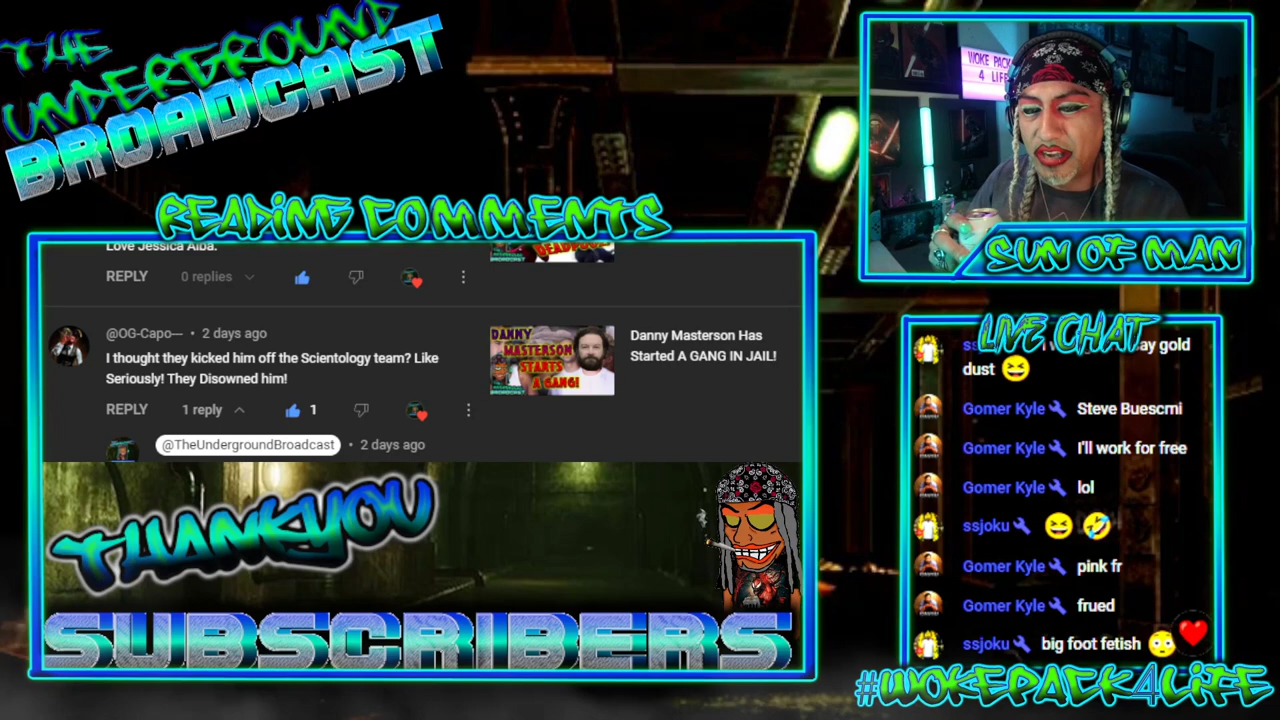 THE
UNDERGROUND
BROADCAST
WOKE PACK
4 LIFE
SUN OF MAN
READING COMMENTS
Love Jessica Alba.
REPLY 0 replies
DEADPOOL
@OG-Capo-- • 2 days ago
I thought they kicked him off the Scientology team? Like
Seriously! They Disowned him!
REPLY 1 reply 1
DANNY
MASTERSON
STARTS
A GANG!
Danny Masterson Has
Started A GANG IN JAIL!
@TheUndergroundBroadcast • 2 days ago
THANKYOU
SUBSCRIBERS
LIVE CHAT
gold
dust 😆
Gomer Kyle🔧 Steve Buescmi
Gomer Kyle🔧 I'll work for free
Gomer Kyle🔧 lol
ssjoku🔧 😆 🤣
Gomer Kyle🔧 pink fr
Gomer Kyle🔧 frued
ssjoku🔧 big foot fetish 😳
#WOKEPACK4LIFE